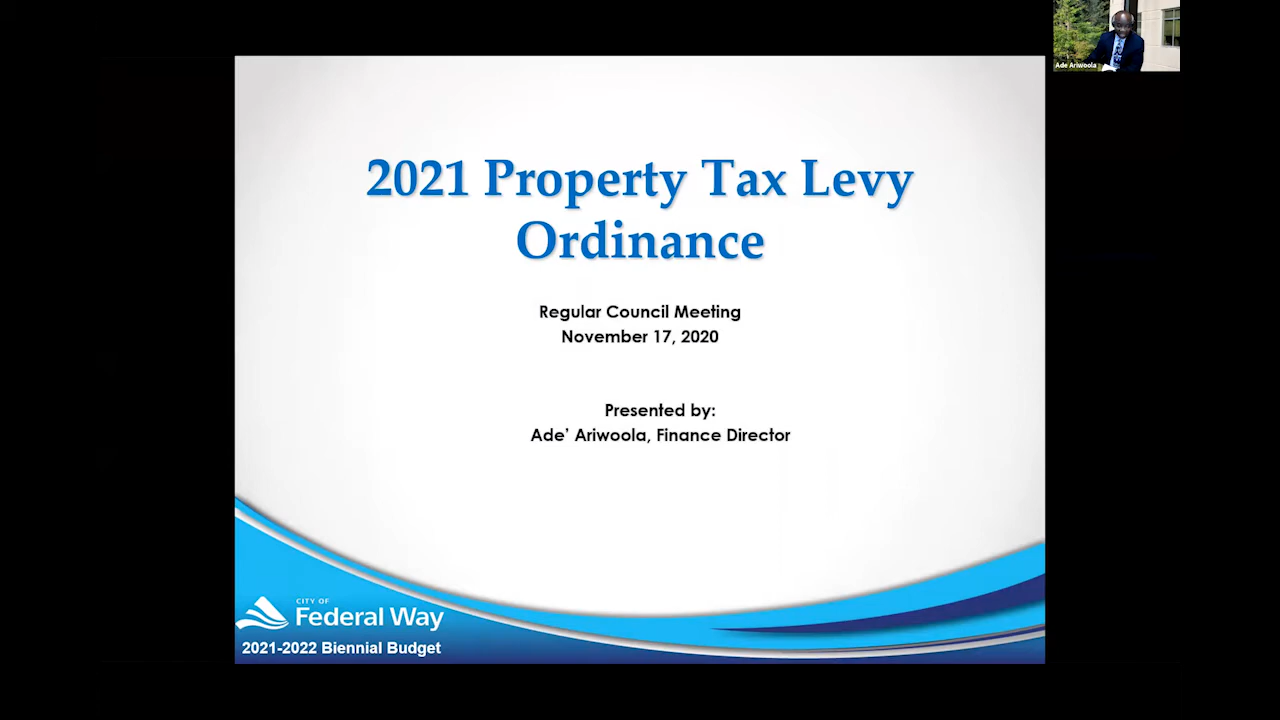 Ade Ariwoola
2021 Property Tax Levy
Ordinance
Regular Council Meeting
November 17, 2020
Presented by:
Ade’ Ariwoola, Finance Director
CITY OF
Federal Way
2021-2022 Biennial Budget